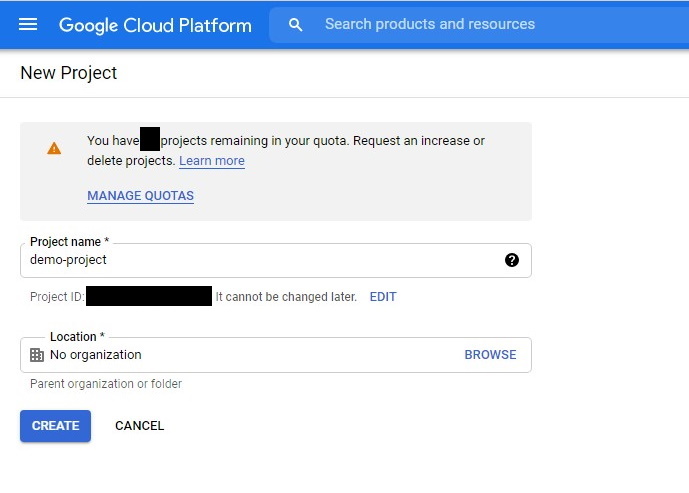 Google Cloud Platform
Search products and resources
New Project
You have projects remaining in your quota. Request an increase or
delete projects. Learn more
MANAGE QUOTAS
Project name *
demo-project
Project ID: It cannot be changed later. EDIT
Location *
No organization BROWSE
Parent organization or folder
CREATE CANCEL